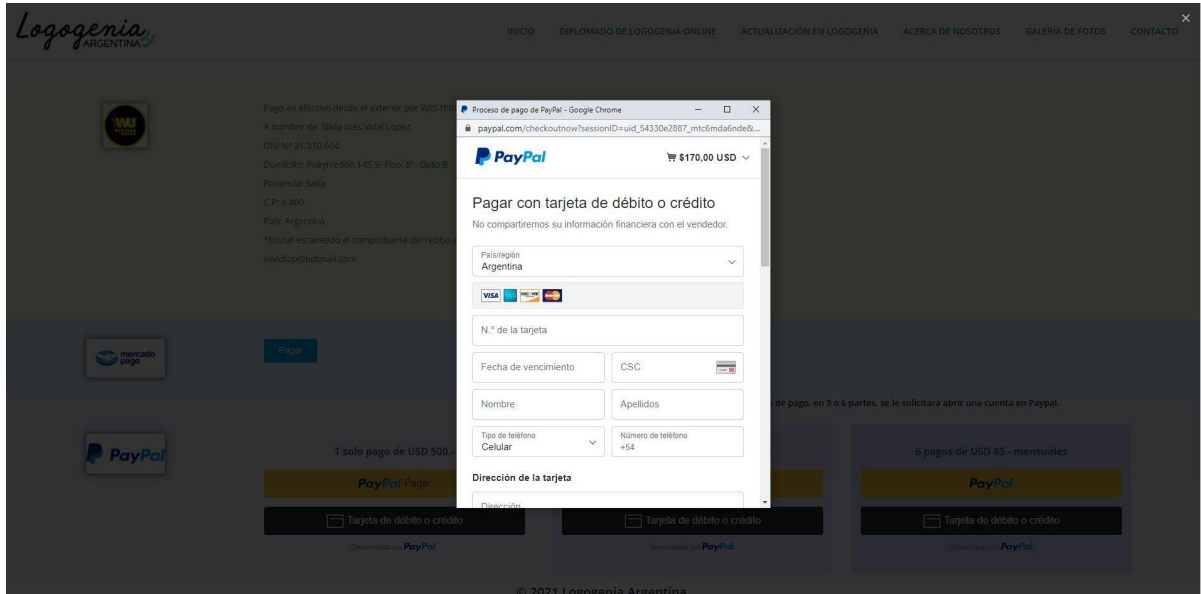 Logogenia
ARGENTINA
INICIO DIPLOMADO DE LOGOGENIA ONLINE ACTUALIZACIÓN EN LOGOGENIA ACERCA DE NOSOTROS GALERÍA DE FOTOS CONTACTO
WU
WESTERN UNION
Pago en efectivo desde el exterior por WESTER
A nombre de: Silvia Inés Vidal López
DNI N° 21.310.604
Domicilio: Pueyrredón 145 9- Piso: 8°- Dpto B
Provincia: Salta
C.P: 4.400
País: Argentina
*Enviar escaneado el comprobante del recibo
silvidlop@hotmail.com
Proceso de pago de PayPal - Google Chrome
paypal.com/checkoutnow?sessionID=uid_54330e2887_mtc6mda6nde&...
PayPal $170,00 USD
Pagar con tarjeta de débito o crédito
No compartiremos su información financiera con el vendedor.
País/región
Argentina
VISA DISCOVER
N.° de la tarjeta
Fecha de vencimiento CSC
Nombre Apellidos
Tipo de teléfono Número de teléfono
Celular +54
Dirección de la tarjeta
Dirección
mercado
pago
Pagar
de pago, en 3 o 6 partes, se le solicitará abrir una cuenta en Paypal.
PayPal
1 solo pago de USD 500.- 6 pagos de USD 85.- mensuales
PayPal Pagar PayPal
Tarjeta de débito o crédito Tarjeta de débito o crédito Tarjeta de débito o crédito
Desarrollado por PayPal Desarrollado por PayPal Desarrollado por PayPal
© 2021 Logogenia Argentina